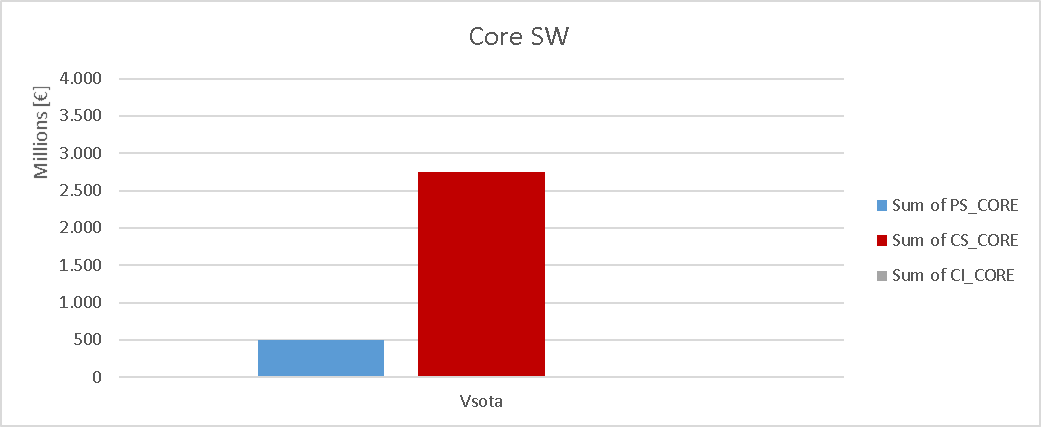 Core SW
Millions [€]
4.000
3.500
3.000
2.500
2.000
1.500
1.000
500
0
Vsota
Sum of PS_CORE
Sum of CS_CORE
Sum of CI_CORE